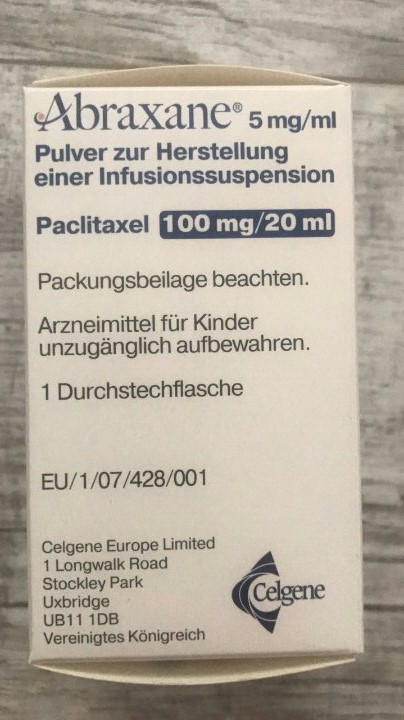 Abraxane® 5 mg/ml
Pulver zur Herstellung
einer Infusionssuspension
Paclitaxel 100 mg/20 ml
Packungsbeilage beachten.
Arzneimittel für Kinder
unzugänglich aufbewahren.
1 Durchstechflasche
EU/1/07/428/001
Celgene Europe Limited
1 Longwalk Road
Stockley Park
Uxbridge
UB11 1DB
Vereinigtes Königreich
Celgene